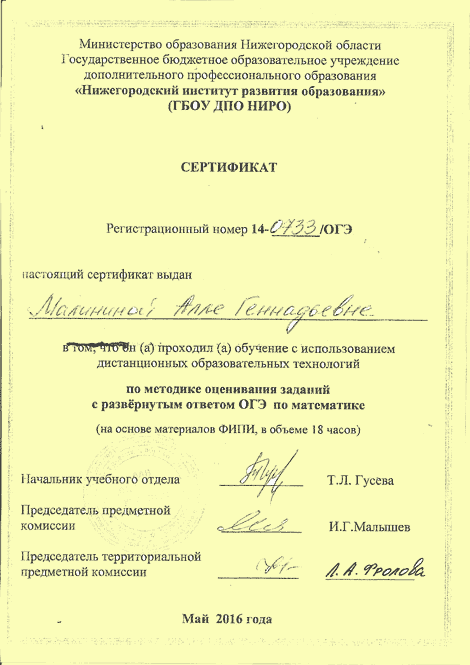 Министерство образования Нижегородской области
Государственное бюджетное образовательное учреждение
дополнительного профессионального образования
«Нижегородский институт развития образования»
(ГБОУ ДПО НИРО)
СЕРТИФИКАТ
Регистрационный номер 14-0733/ОГЭ
настоящий сертификат выдан
Малининой Алле Геннадьевне
в том, что он (а) проходил (а) обучение с использованием
дистанционных образовательных технологий
по методике оценивания заданий
с развёрнутым ответом ОГЭ по математике
(на основе материалов ФИПИ, в объеме 18 часов)
Начальник учебного отдела Т.Л. Гусева
Председатель предметной
комиссии И.Г.Малышев
Председатель территориальной
предметной комиссии Л.А.Фролова
Май 2016 года